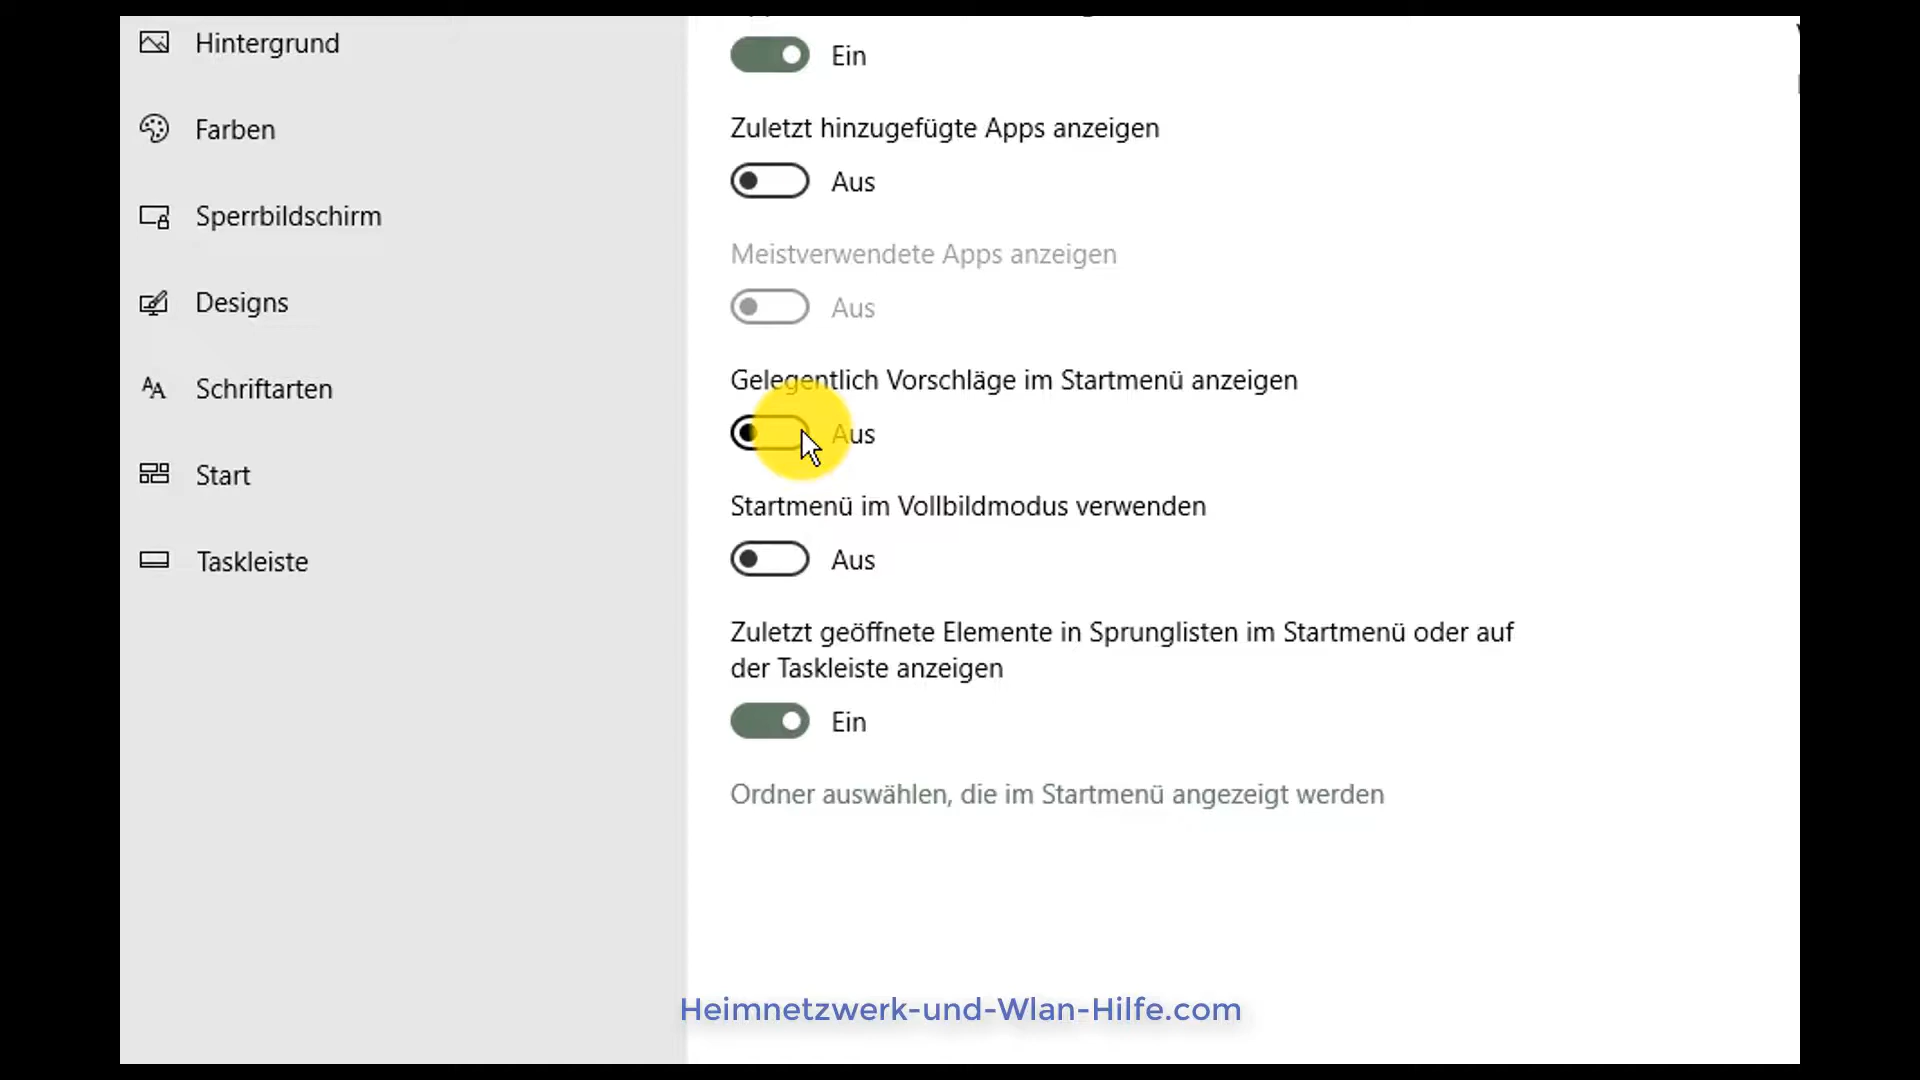 Hintergrund
Farben
Sperrbildschirm
Designs
Schriftarten
Start
Taskleiste
Ein
Zuletzt hinzugefügte Apps anzeigen
Aus
Meistverwendete Apps anzeigen
Aus
Gelegentlich Vorschläge im Startmenü anzeigen
Aus
Startmenü im Vollbildmodus verwenden
Aus
Zuletzt geöffnete Elemente in Sprunglisten im Startmenü oder auf
der Taskleiste anzeigen
Ein
Ordner auswählen, die im Startmenü angezeigt werden
Heimnetzwerk-und-Wlan-Hilfe.com